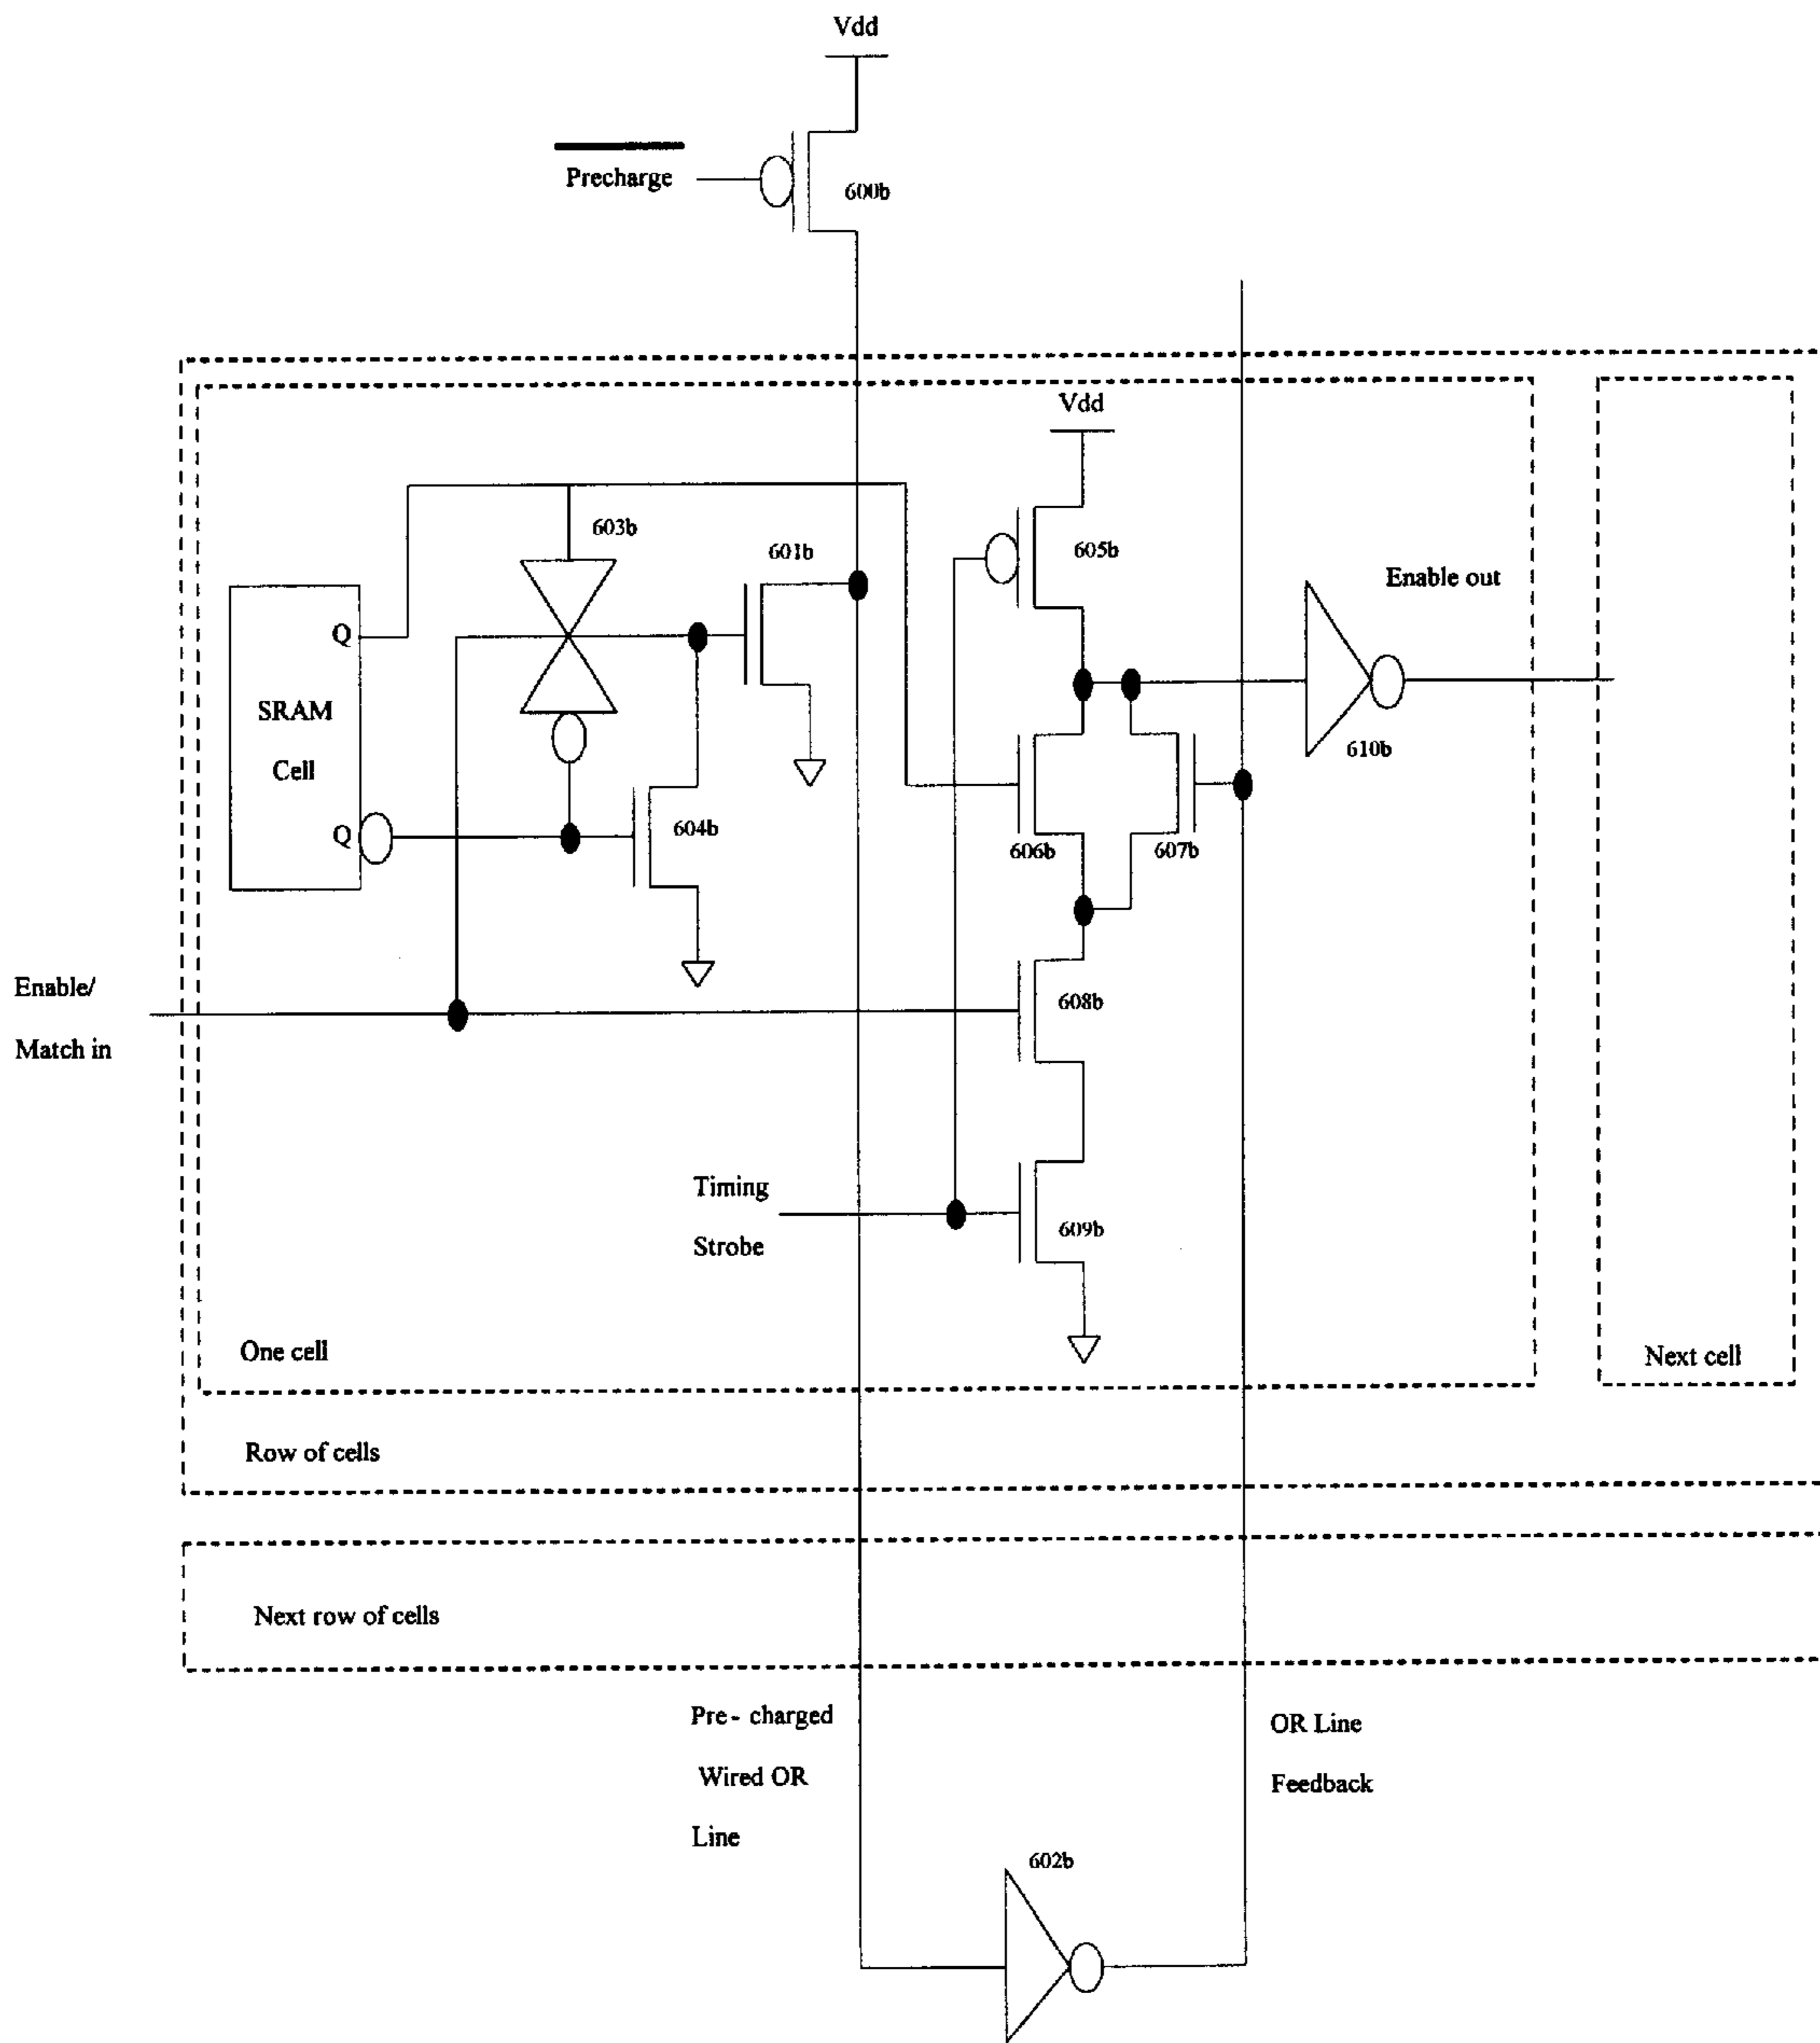 Vdd
Precharge
600b
Vdd
603b
601b
605b
Enable out
Q
SRAM
Cell
Q
604b
606b
607b
610b
Enable/
Match in
608b
Timing
Strobe
609b
One cell
Next cell
Row of cells
Next row of cells
Pre - charged
Wired OR
Line
OR Line
Feedback
602b